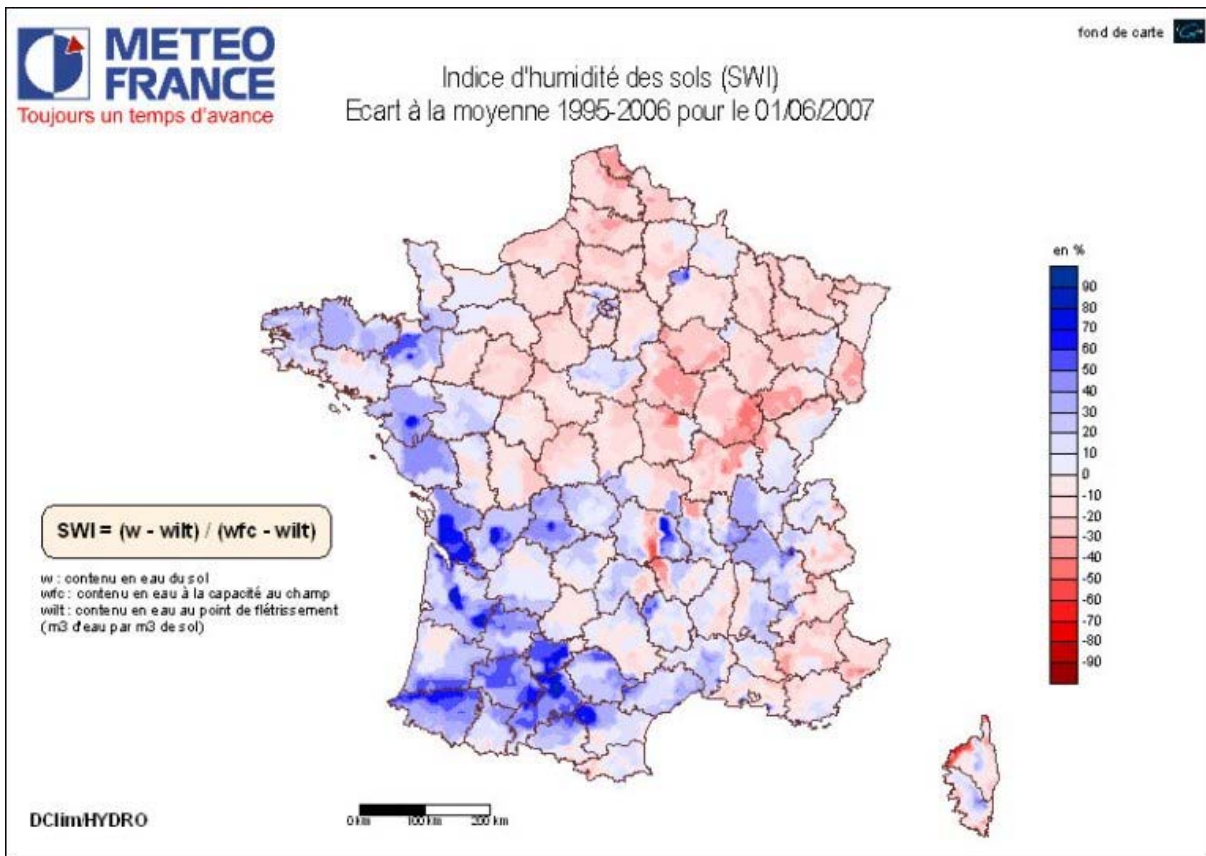 METEO
FRANCE
Toujours un temps d'avance
fond de carte
Indice d'humidité des sols (SWI)
Ecart à la moyenne 1995-2006 pour le 01/06/2007
en %
90
80
70
60
50
40
30
20
10
0
-10
-20
-30
-40
-50
-60
-70
-80
-90
SWI = (w - wilt) / (wfc - wilt)
w : contenu en eau du sol
wfc : contenu en eau à la capacité au champ
wilt : contenu en eau au point de flétrissement
(m3 d'eau par m3 de sol)
DClim/HYDRO
0 km 100 km 200 km